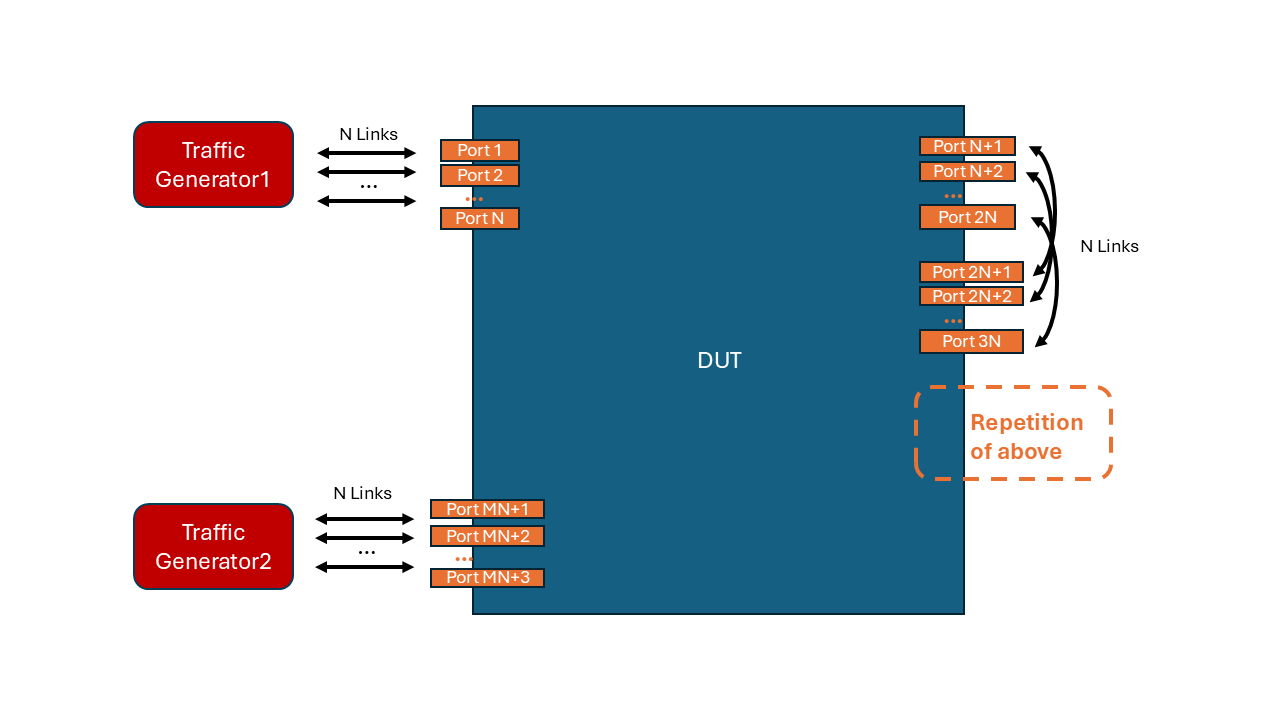 Traffic
Generator1
N Links
...
Port 1
Port 2
...
Port N
Port N+1
Port N+2
...
Port 2N
N Links
Port 2N+1
Port 2N+2
...
Port 3N
DUT
Repetition
of above
Traffic
Generator2
N Links
...
Port MN+1
Port MN+2
...
Port MN+3